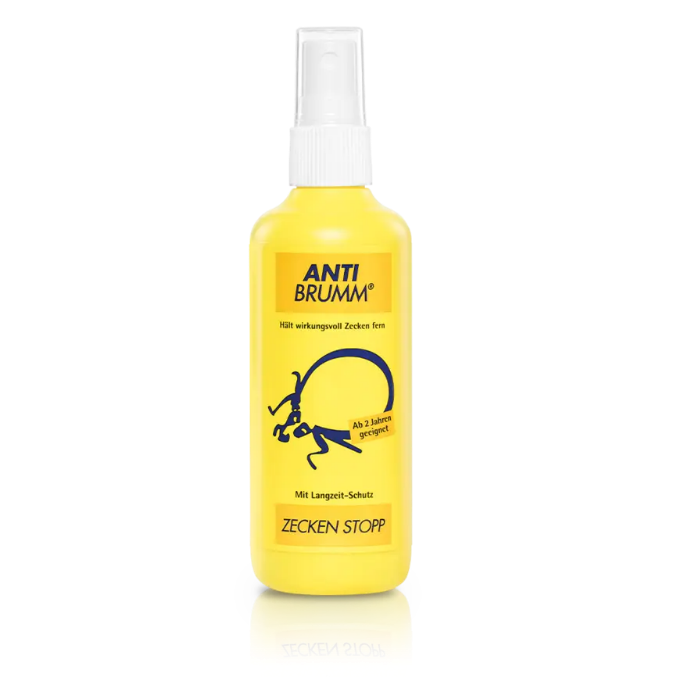 ANTI
BRUMM®
Hält wirkungsvoll Zecken fern
Ab 2 Jahren
geeignet
Mit Langzeit-Schutz
ZECKEN STOPP